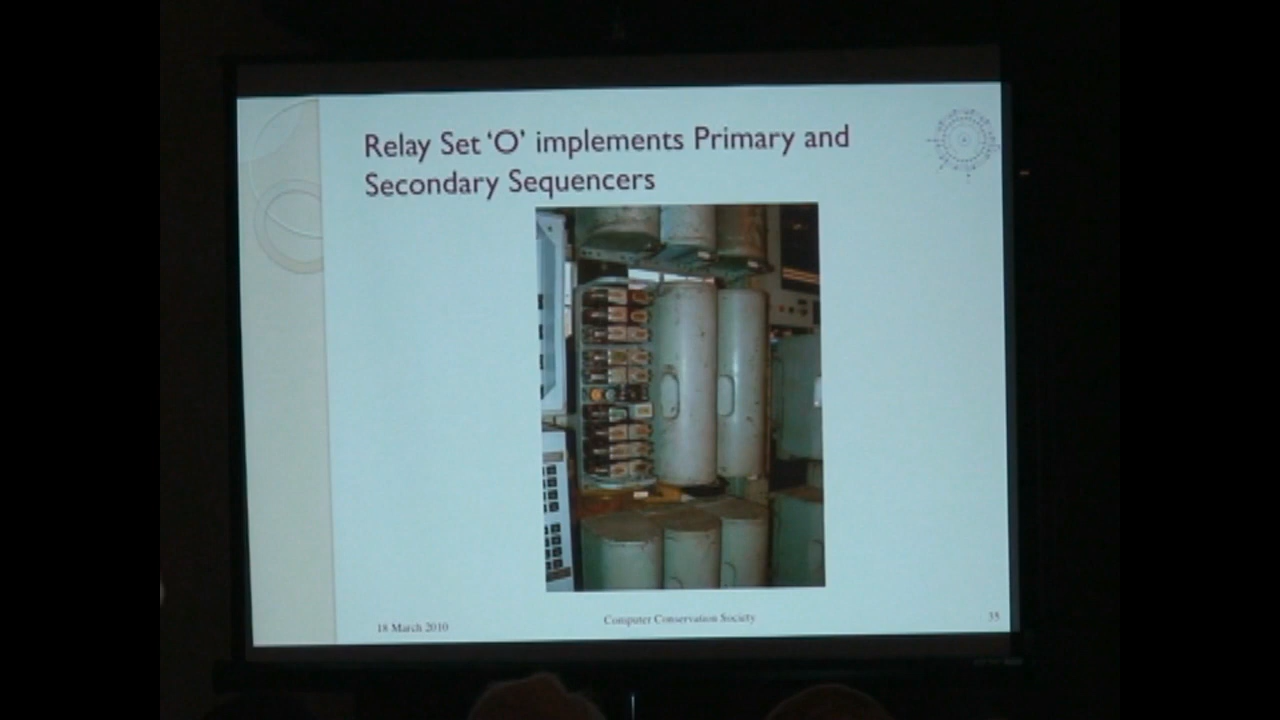 Relay Set ‘O’ implements Primary and
Secondary Sequencers
18 March 2010
Computer Conservation Society
35